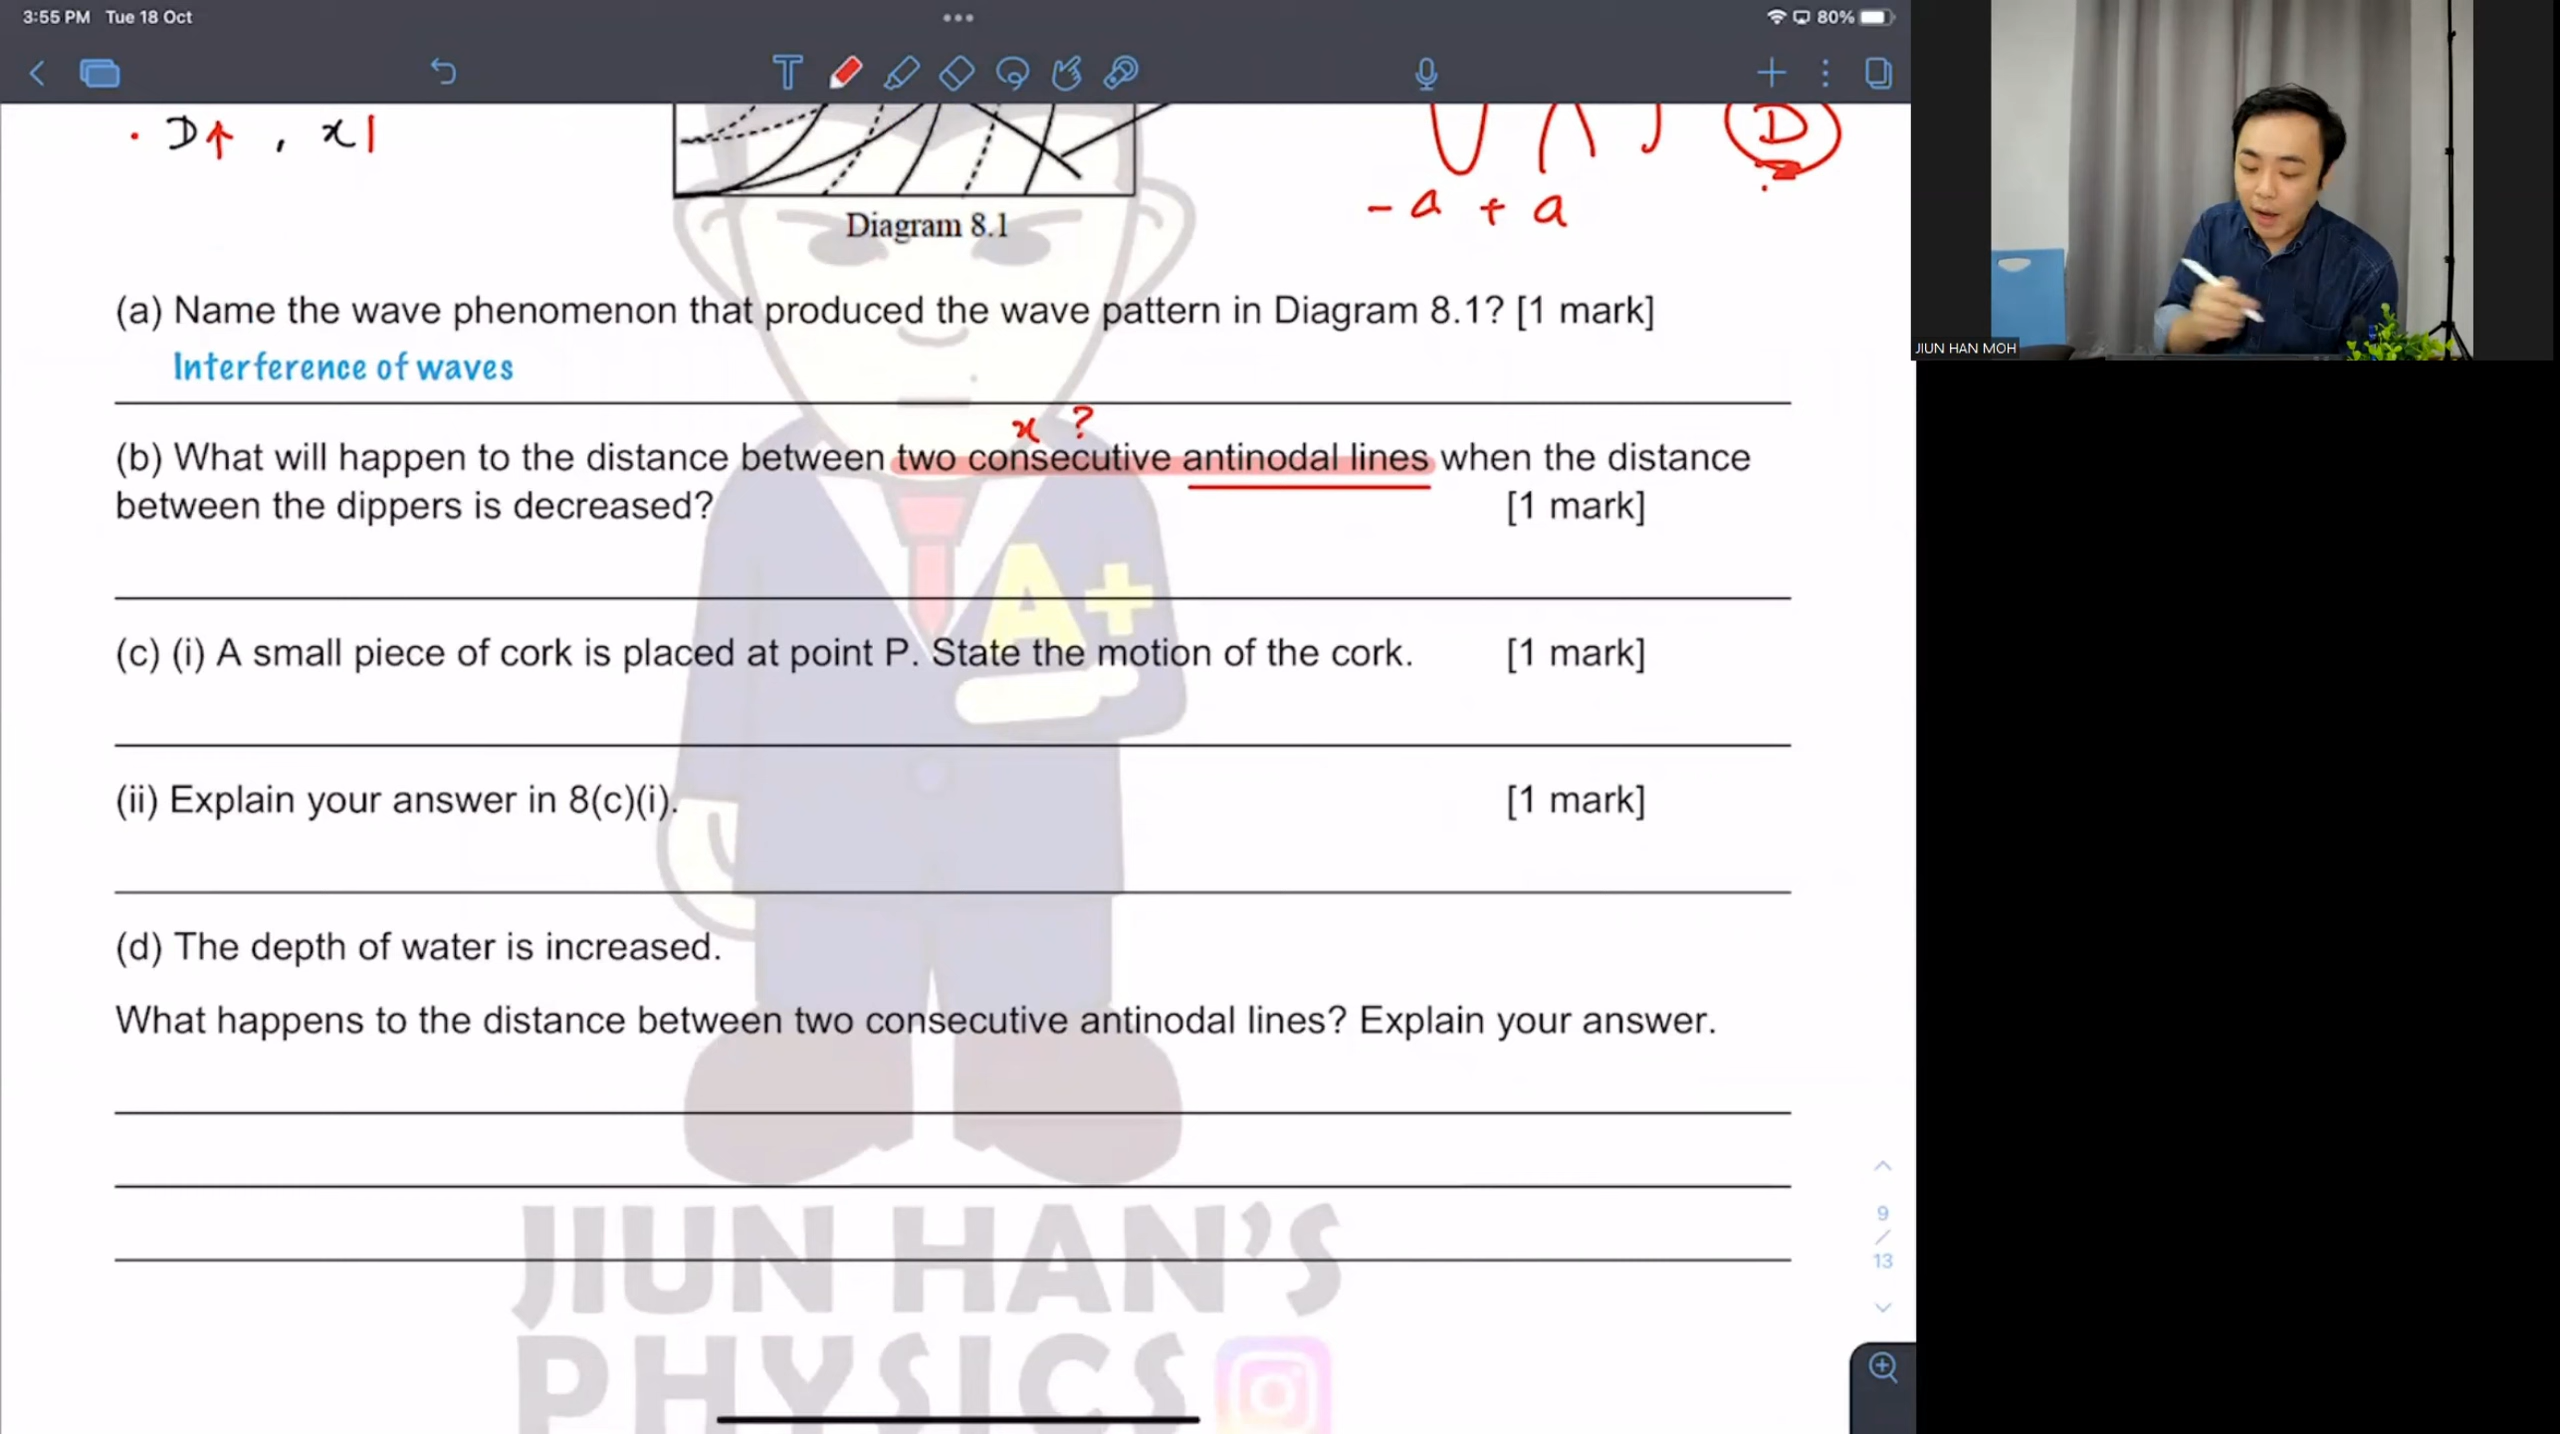 3:55 PM Tue 18 Oct
80%
T
. D↑ , x|
D
- a + a
Diagram 8.1
(a) Name the wave phenomenon that produced the wave pattern in Diagram 8.1? [1 mark]
Interference of waves
x ?
(b) What will happen to the distance between two consecutive antinodal lines when the distance
between the dippers is decreased? [1 mark]
A+
(c) (i) A small piece of cork is placed at point P. State the motion of the cork. [1 mark]
(ii) Explain your answer in 8(c)(i). [1 mark]
(d) The depth of water is increased.
What happens to the distance between two consecutive antinodal lines? Explain your answer.
JIUN HAN'S
PHYSICS
9
/
13
JIUN HAN MOH